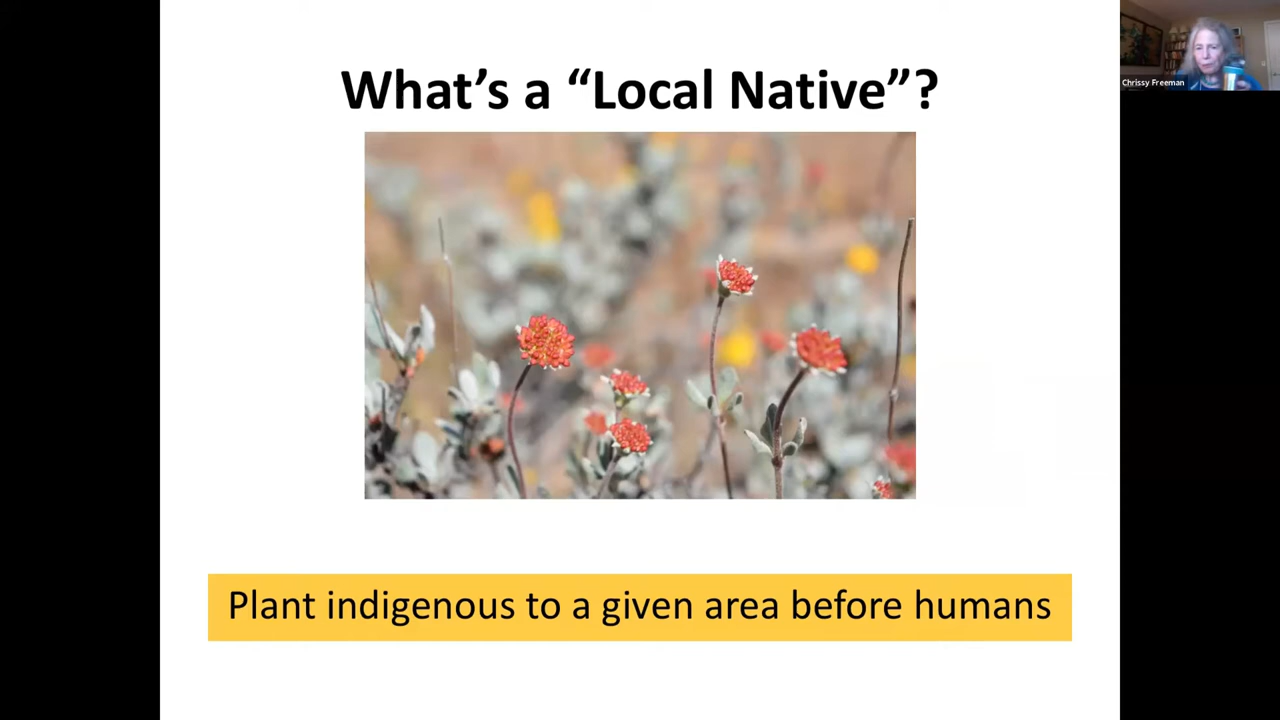 What’s a “Local Native”?
Chrissy Freeman
Plant indigenous to a given area before humans